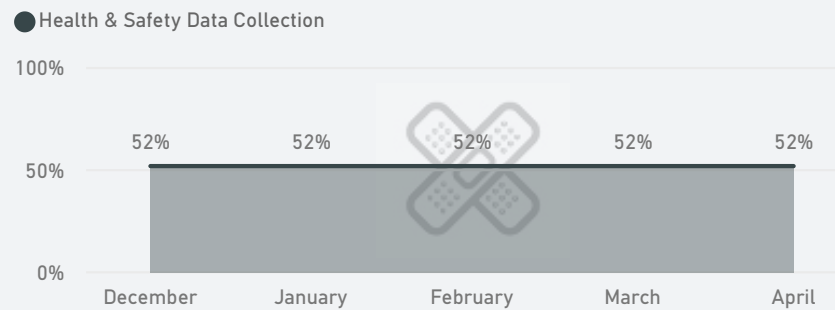 Health & Safety Data Collection
100%
52% 52% 52% 52% 52%
50%
0%
December January February March April